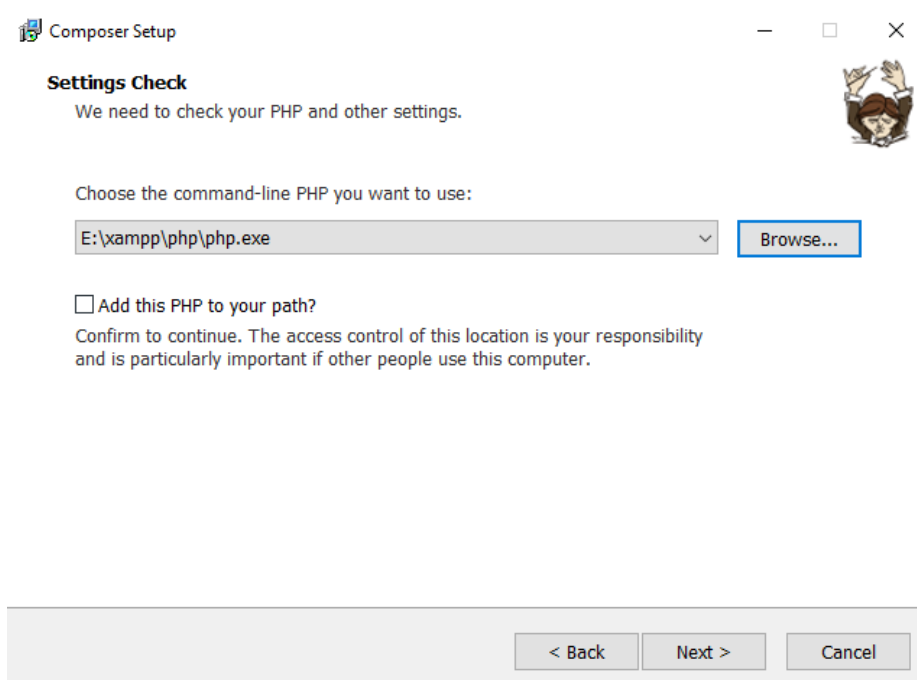 Composer Setup
Settings Check
We need to check your PHP and other settings.
Choose the command-line PHP you want to use:
E:\xampp\php\php.exe
Browse...
Add this PHP to your path?
Confirm to continue. The access control of this location is your responsibility
and is particularly important if other people use this computer.
< Back
Next >
Cancel